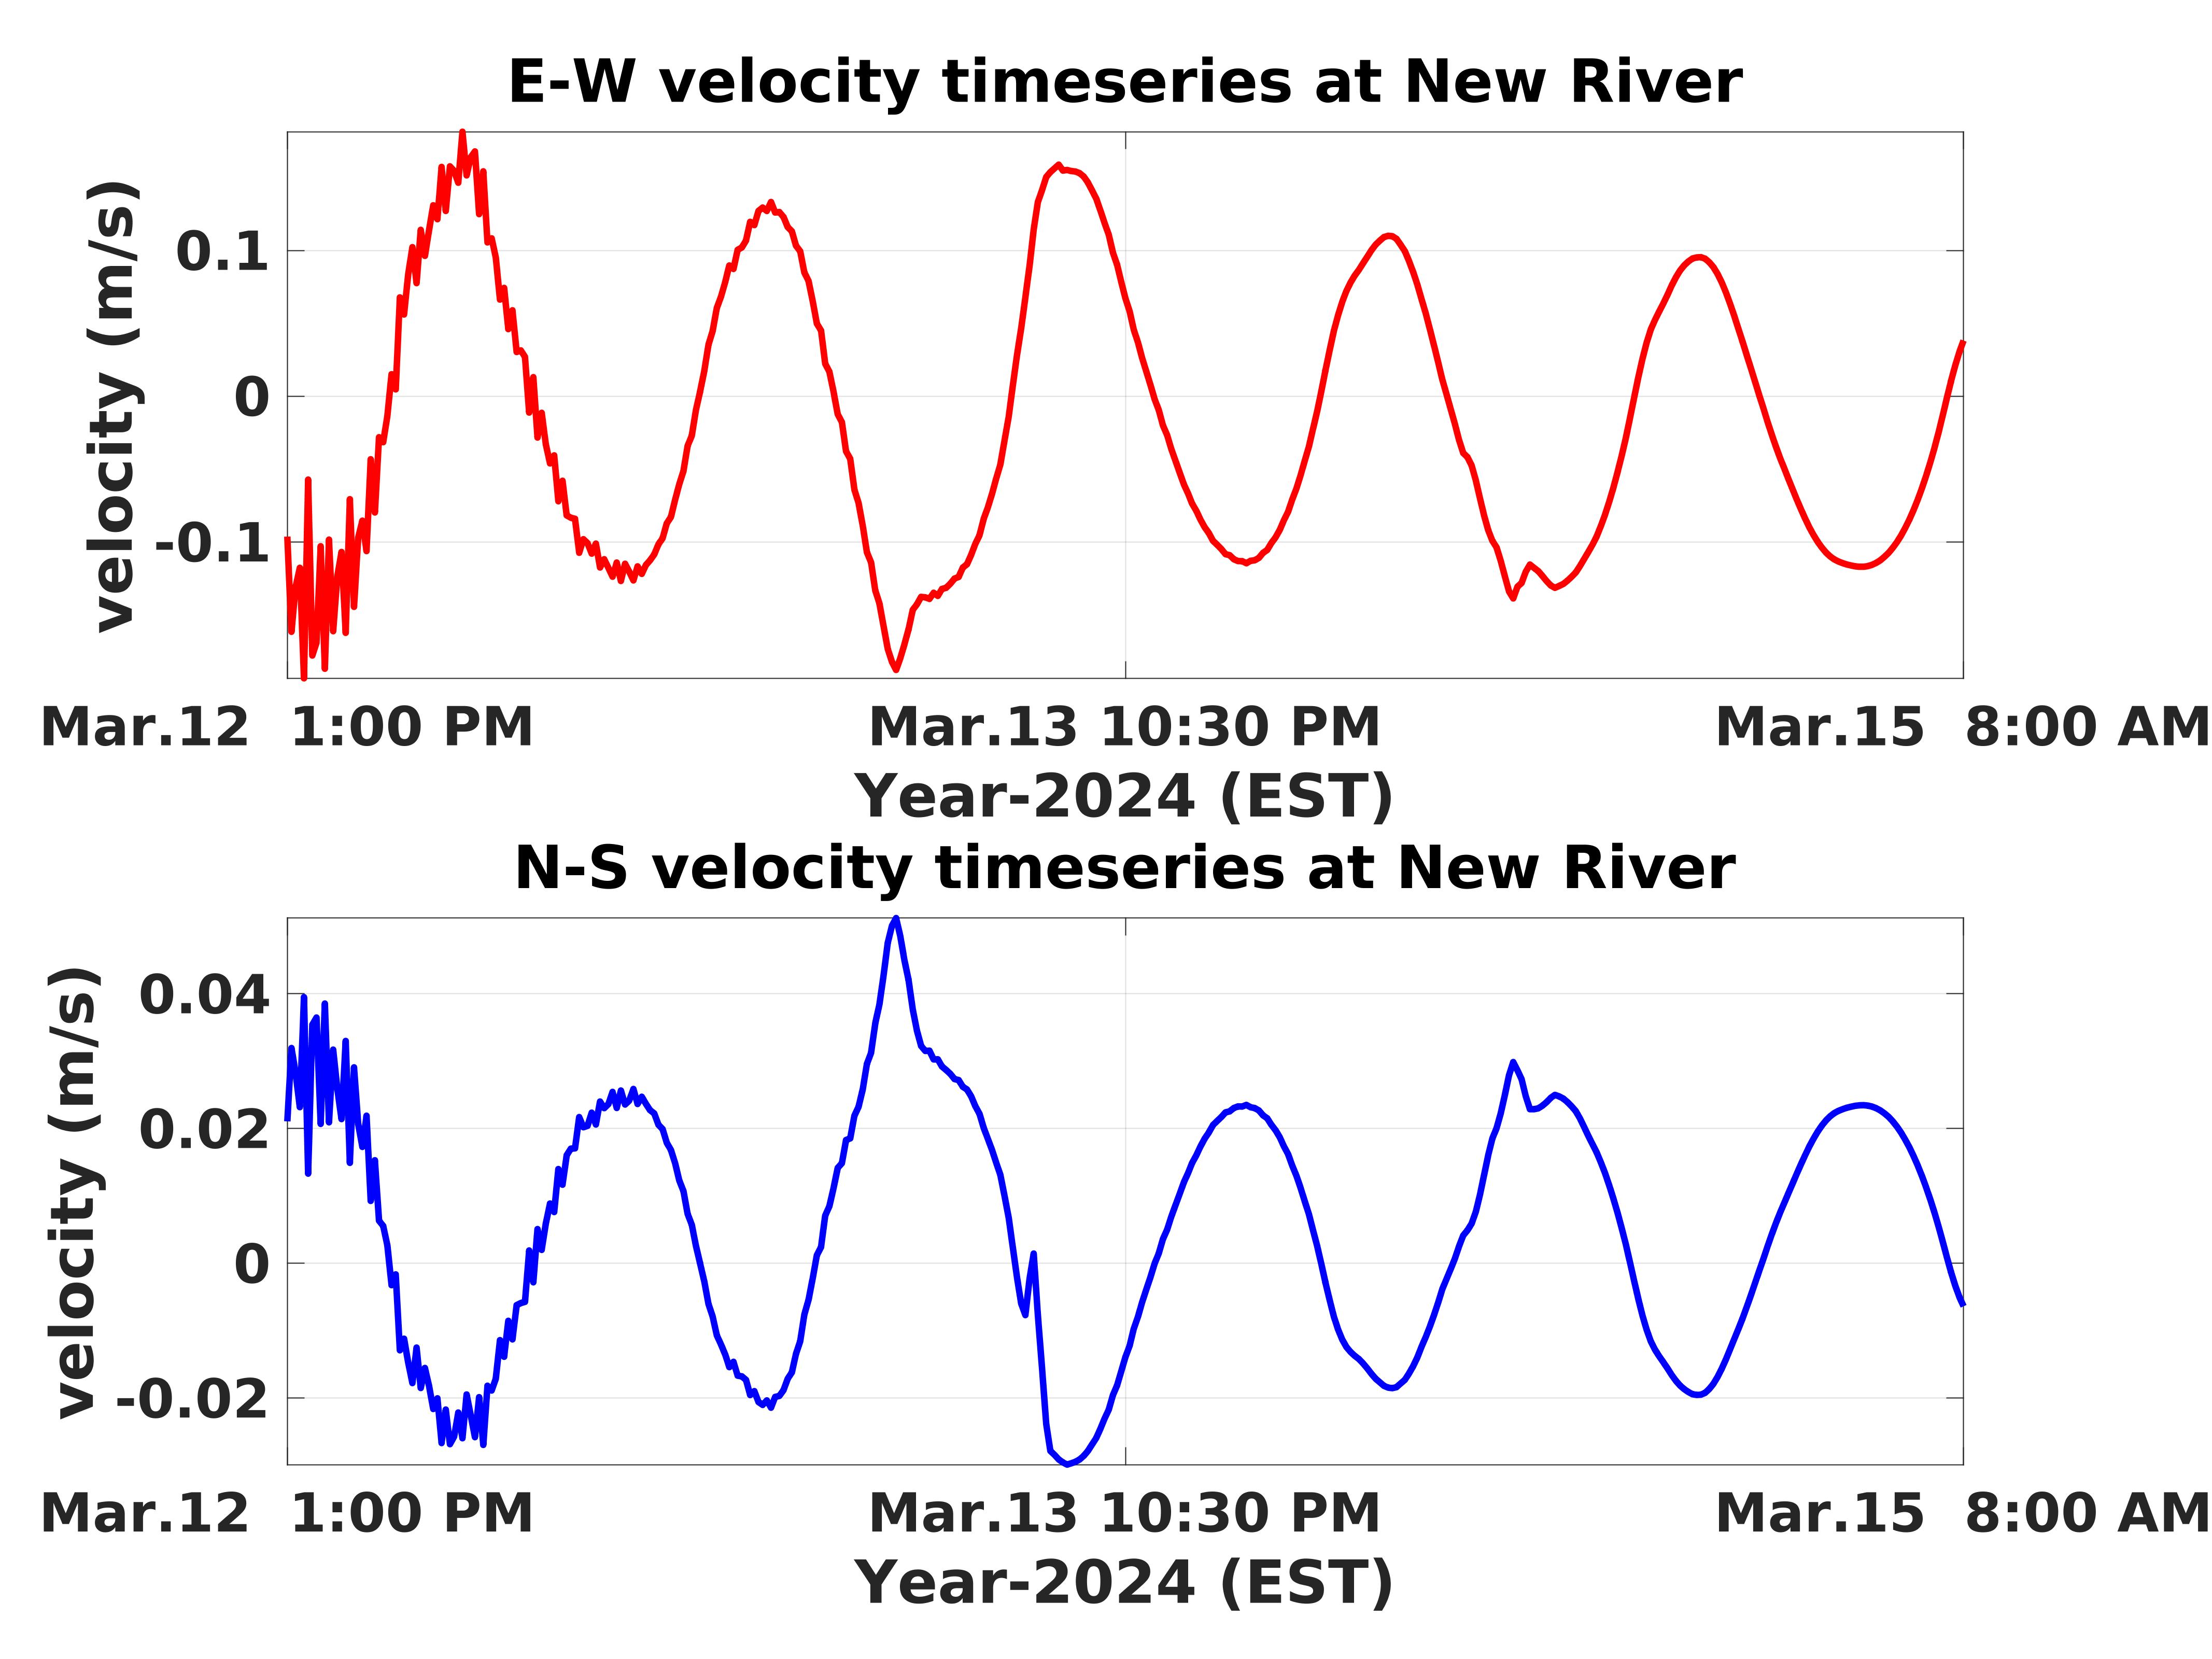 E-W velocity timeseries at New River
velocity (m/s)
0.1
0
-0.1
Mar.12 1:00 PM Mar.13 10:30 PM Mar.15 8:00 AM
Year-2024 (EST)
N-S velocity timeseries at New River
velocity (m/s)
0.04
0.02
0
-0.02
Mar.12 1:00 PM Mar.13 10:30 PM Mar.15 8:00 AM
Year-2024 (EST)